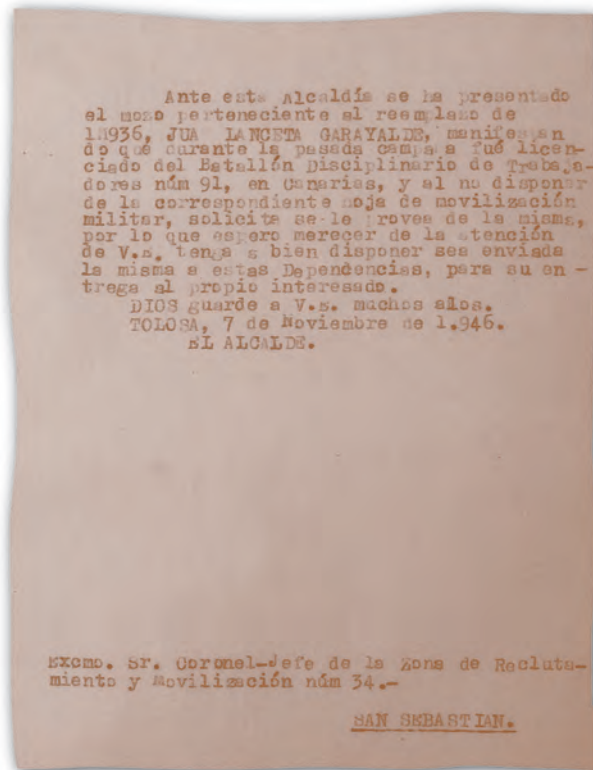 Ante esta Alcaldía se ha presentado
el mozo perteneciente al reemplazo de
1.936, JUA LANCETA GARAYALDE, manifestan
do que durante la pasada campa a fué licen-
ciado del Batallón Disciplinario de Trabaja-
dores núm 91, en Canarias, y al no disponer
de la correspondiente hoja de movilización
militar, solicita se le provea de la misma,
por lo que espero merecer de la atención
de V.E. tenga a bien disponer sea enviada
la misma a estas Dependencias, para su en -
trega al propio interesado.
DIOS guarde a V.E. muchos años.
TOLOSA, 7 de Noviembre de 1.946.
EL ALCALDE.
Excmo. Sr. Coronel-Jefe de la Zona de Recluta-
miento y Movilización núm 34.-
SAN SEBASTIAN.